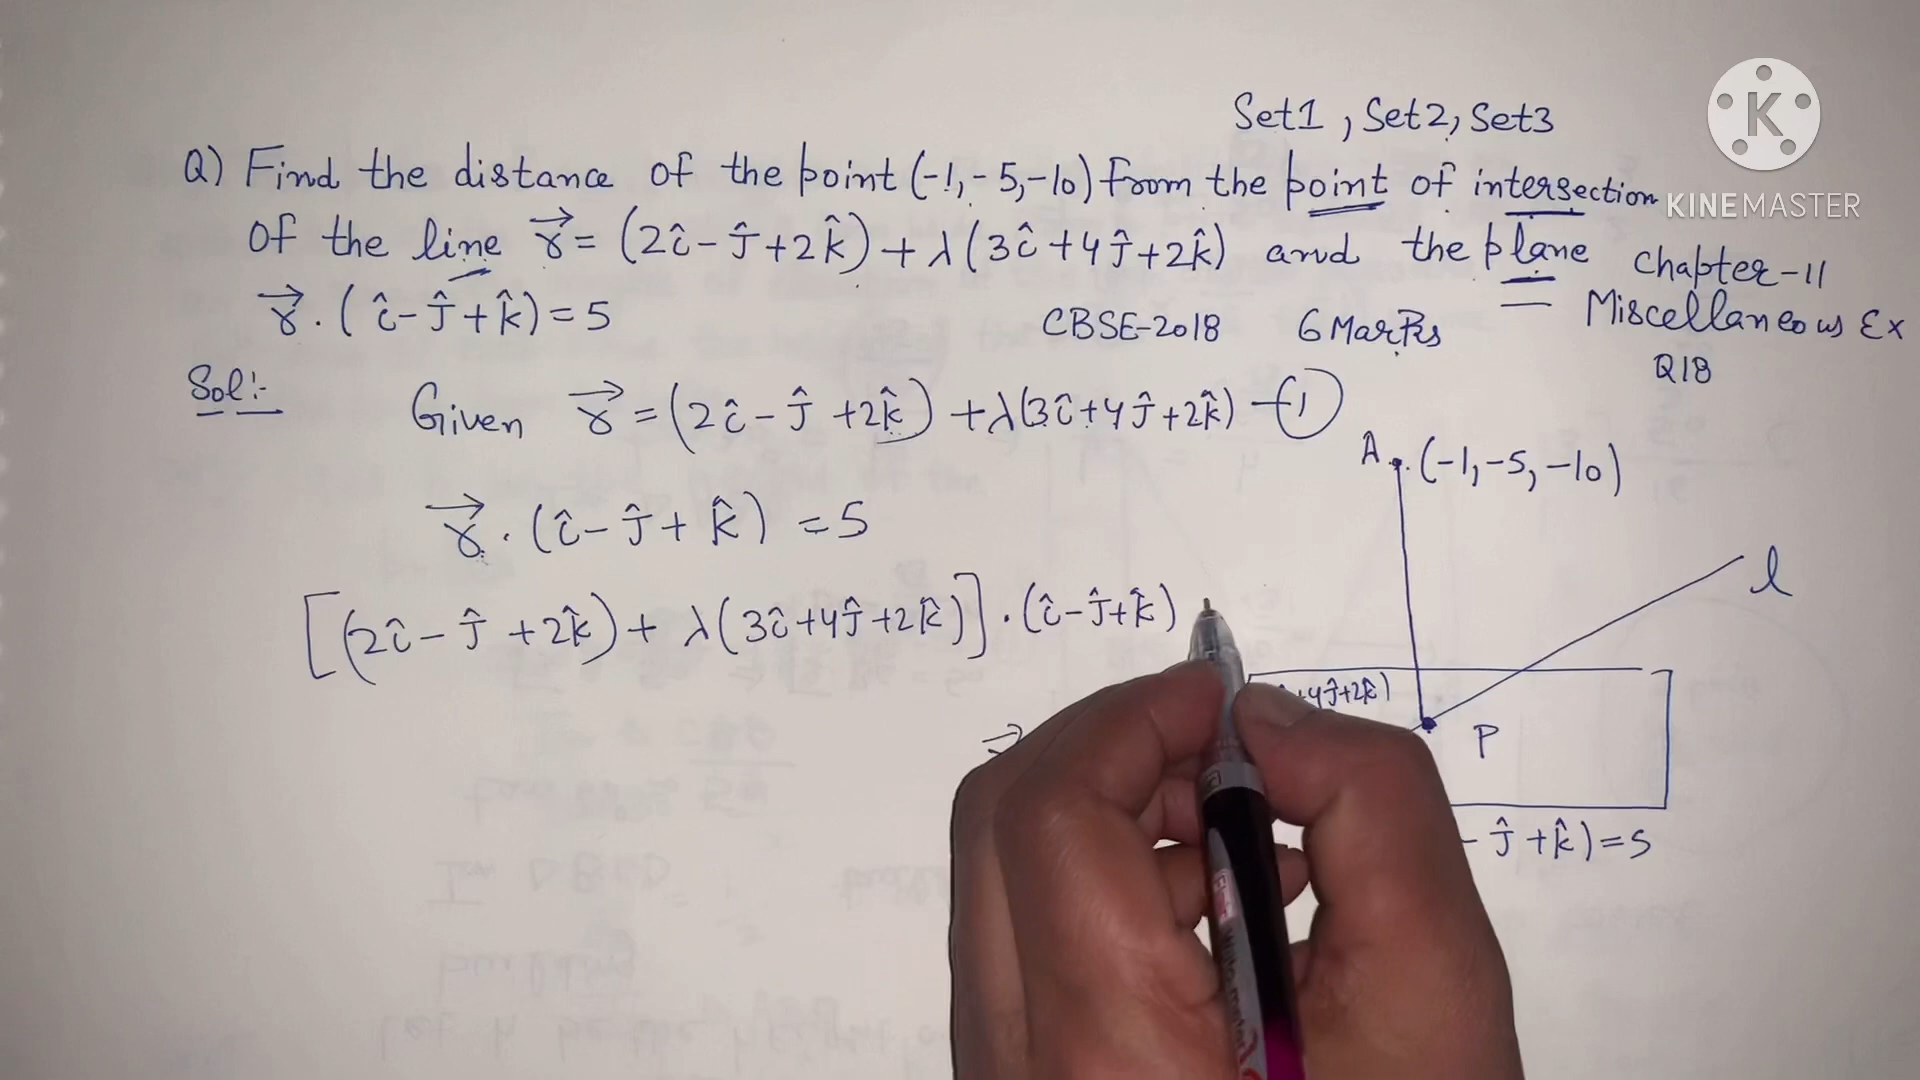 Set1, Set2, Set3
Q) Find the distance of the point (-1, -5, -10) from the point of intersection
of the line r⃗ = (2î - ĵ + 2k̂) + λ(3î + 4ĵ + 2k̂) and the plane
r⃗ . (î - ĵ + k̂) = 5
CBSE-2018 6 Marks
Chapter-11
Miscellaneous Ex
Q18
K
KINEMASTER
Sol:-
Given r⃗ = (2î - ĵ + 2k̂) + λ(3î + 4ĵ + 2k̂) -①
r⃗ . (î - ĵ + k̂) = 5
[(2î - ĵ + 2k̂) + λ(3î + 4ĵ + 2k̂)] . (î - ĵ + k̂)
A (-1, -5, -10)
l
+4ĵ+2k̂)
P
- ĵ + k̂) = 5